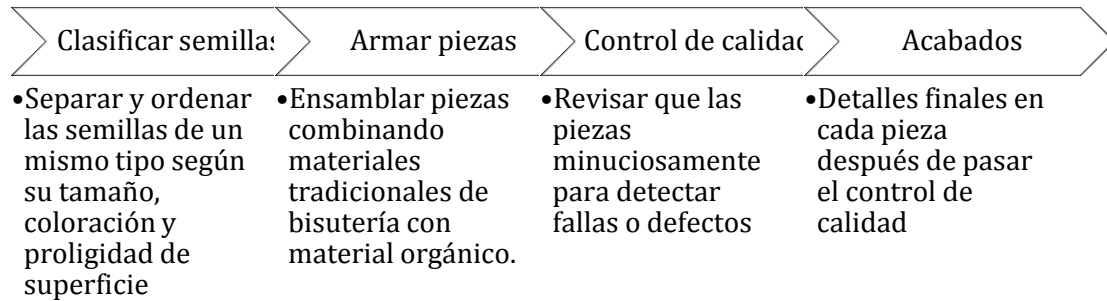 Clasificar semillas
Armar piezas
Control de calidad
Acabados
•Separar y ordenar
las semillas de un
mismo tipo según
su tamaño,
coloración y
proligidad de
superficie
•Ensamblar piezas
combinando
materiales
tradicionales de
bisutería con
material orgánico.
•Revisar que las
piezas
minuciosamente
para detectar
fallas o defectos
•Detalles finales en
cada pieza
después de pasar
el control de
calidad